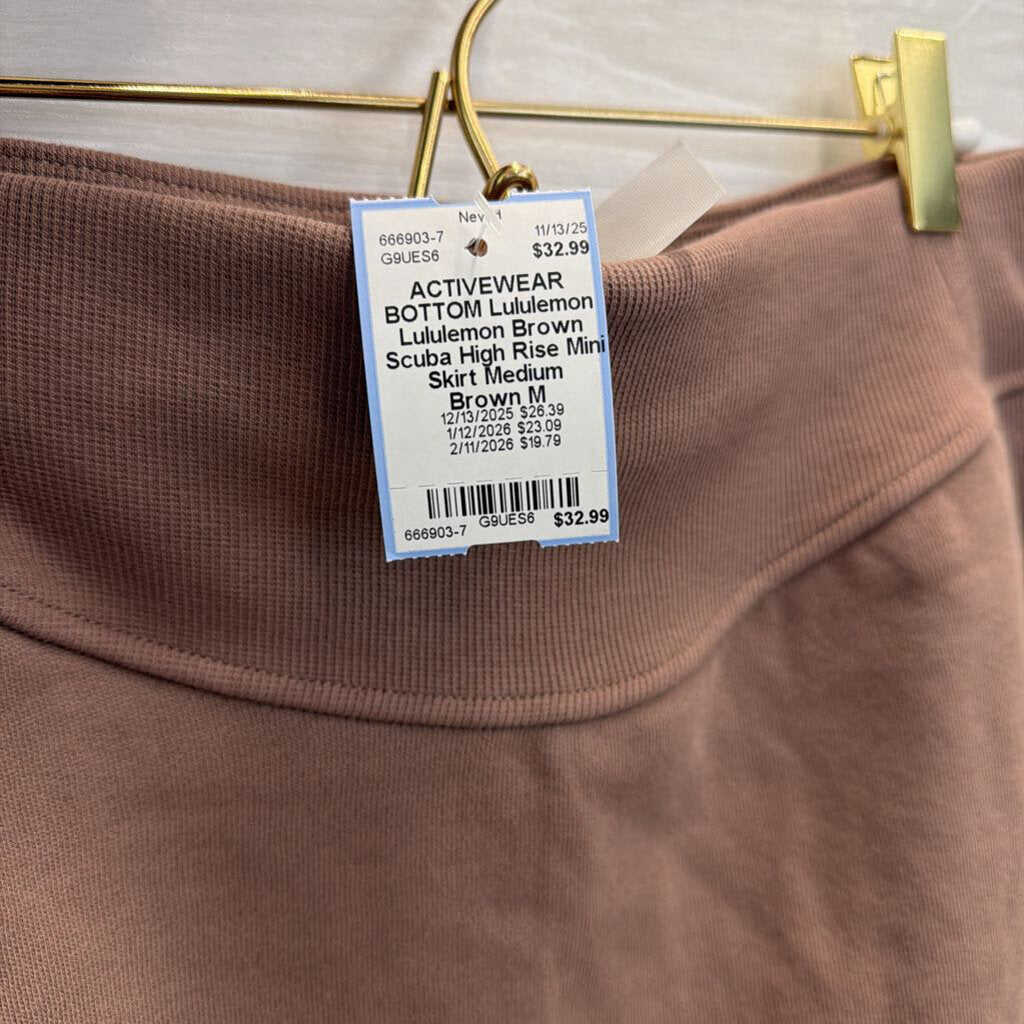 New
666903-7 11/13/25
G9UES6 $32.99
ACTIVEWEAR
BOTTOM Lululemon
Lululemon Brown
Scuba High Rise Mini
Skirt Medium
Brown M
12/13/2025 $26.39
1/12/2026 $23.09
2/11/2026 $19.79
666903-7 G9UES6 $32.99